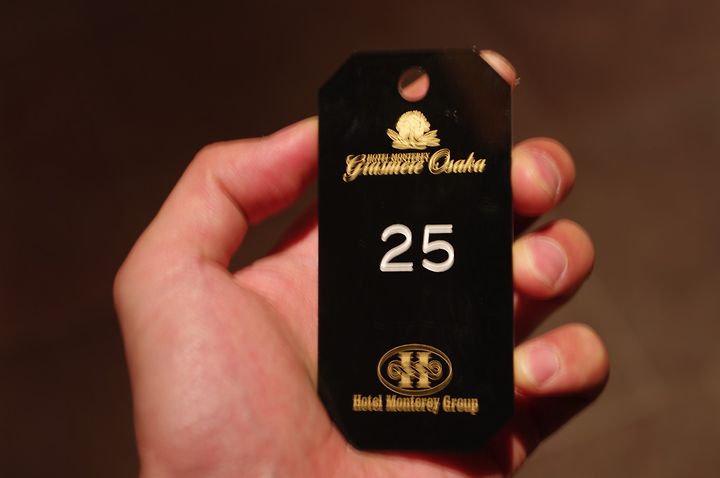 HOTEL MONTEREY
Grasmere Osaka
25
H
Hotel Monterey Group